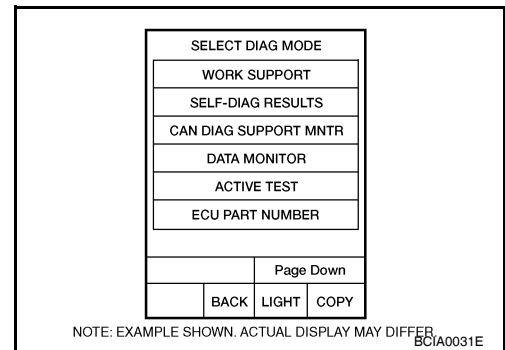 SELECT DIAG MODE
WORK SUPPORT
SELF-DIAG RESULTS
CAN DIAG SUPPORT MNTR
DATA MONITOR
ACTIVE TEST
ECU PART NUMBER
Page Down
BACK LIGHT COPY
NOTE: EXAMPLE SHOWN. ACTUAL DISPLAY MAY DIFFER.
BCIA0031E